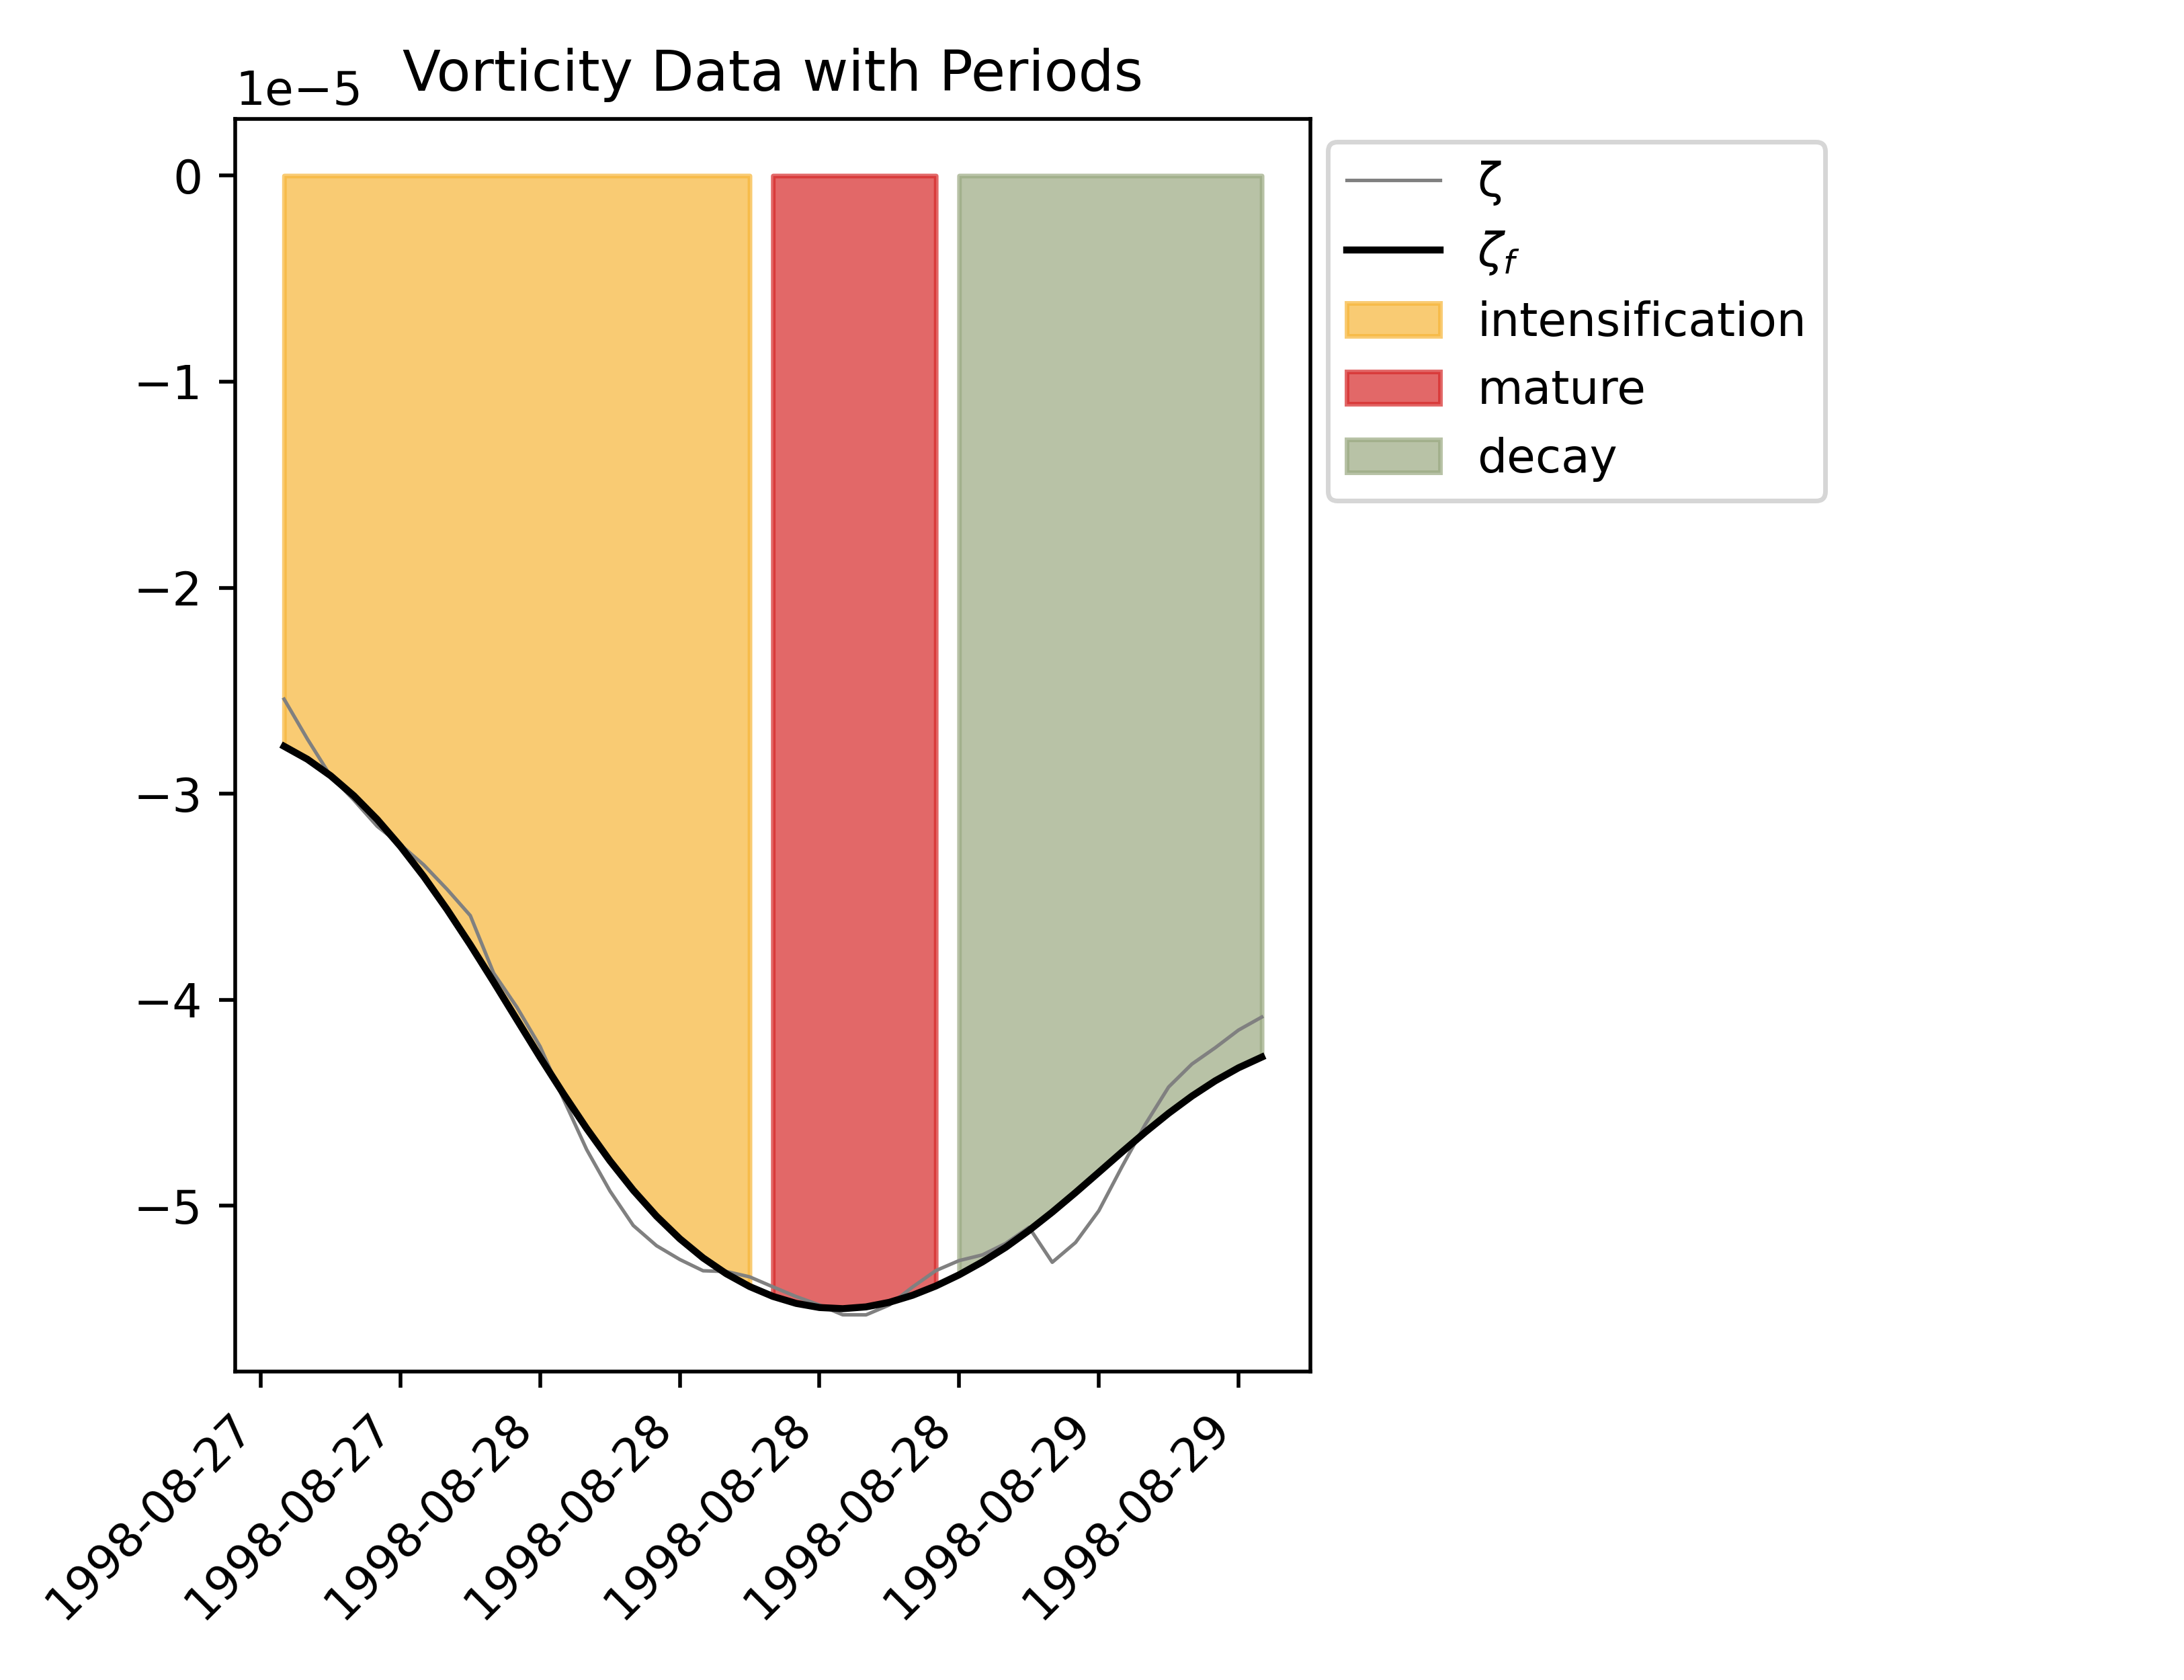 Vorticity Data with Periods
1e−5
0
−1
−2
−3
−4
−5
1998-08-27
1998-08-27
1998-08-28
1998-08-28
1998-08-28
1998-08-28
1998-08-29
1998-08-29
ζ
ζf
intensification
mature
decay